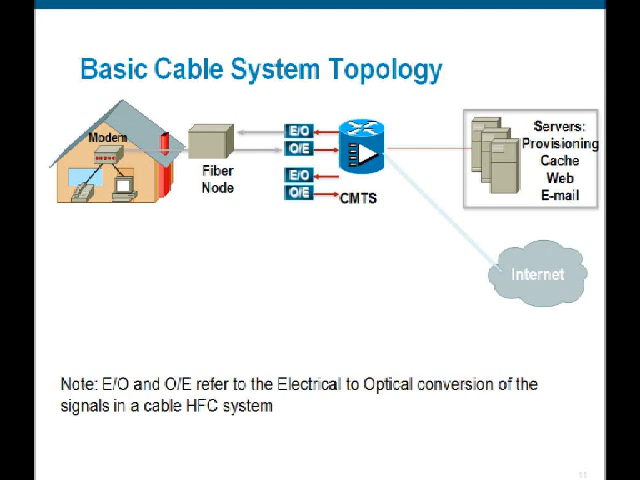 Basic Cable System Topology
Modem
Fiber
Node
E/O
O/E
E/O
O/E
CMTS
Servers:
Provisioning
Cache
Web
E-mail
Internet
Note: E/O and O/E refer to the Electrical to Optical conversion of the
signals in a cable HFC system